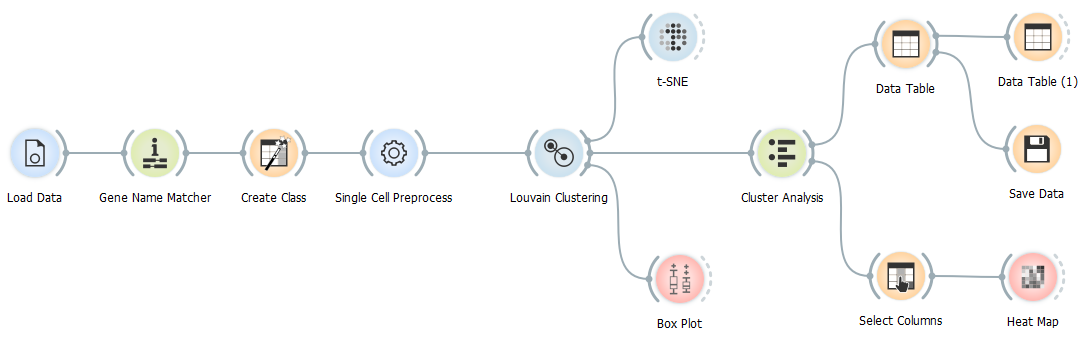 Load Data
Gene Name Matcher
Create Class
Single Cell Preprocess
Louvain Clustering
t-SNE
Box Plot
Cluster Analysis
Data Table
Data Table (1)
Save Data
Select Columns
Heat Map